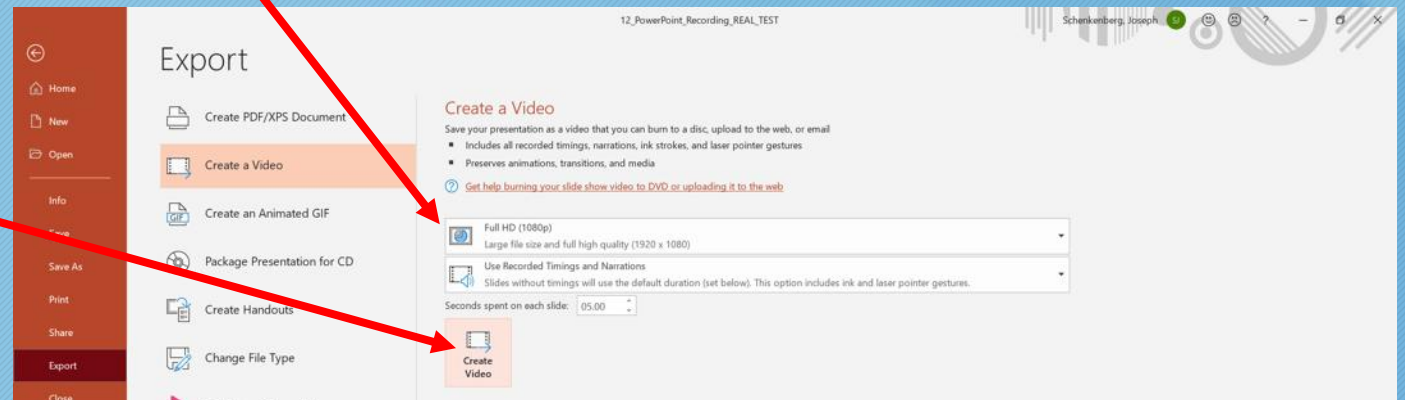 12_PowerPoint_Recording_REAL_TEST
Schenkenberg, Joseph
SJ
?
Home
New
Open
Info
Save
Save As
Print
Share
Export
Close
Export
Create PDF/XPS Document
Create a Video
Create an Animated GIF
Package Presentation for CD
Create Handouts
Change File Type
Create a Video
Save your presentation as a video that you can burn to a disc, upload to the web, or email
Includes all recorded timings, narrations, ink strokes, and laser pointer gestures
Preserves animations, transitions, and media
Get help burning your slide show video to DVD or uploading it to the web
Full HD (1080p)
Large file size and full high quality (1920 x 1080)
Use Recorded Timings and Narrations
Slides without timings will use the default duration (set below). This option includes ink and laser pointer gestures.
Seconds spent on each slide: 05.00
Create
Video